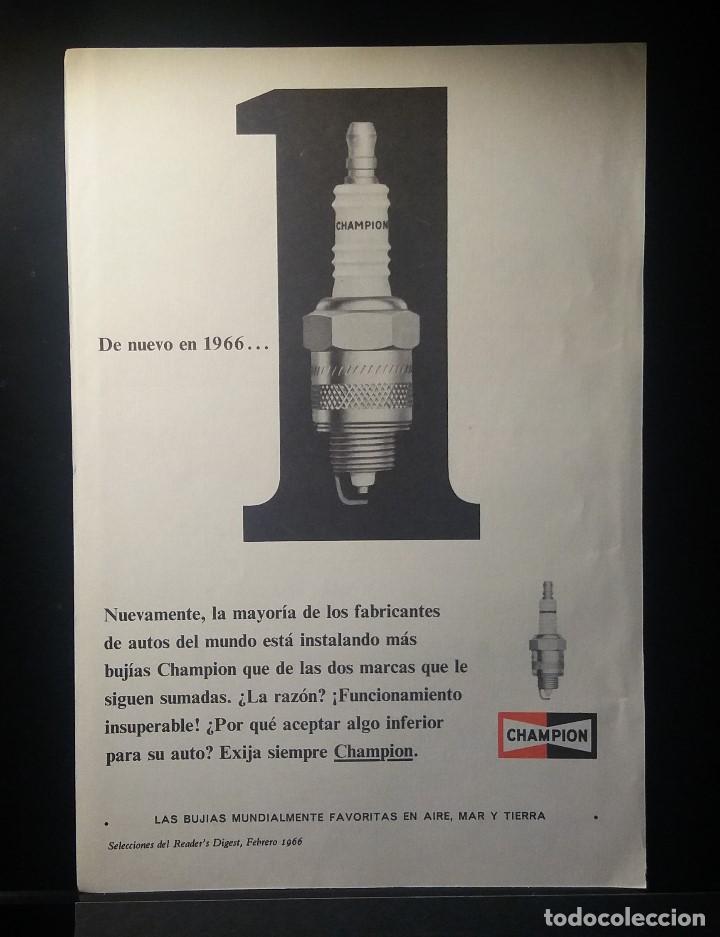 1
CHAMPION
De nuevo en 1966...
Nuevamente, la mayoría de los fabricantes
de autos del mundo está instalando más
bujías Champion que de las dos marcas que le
siguen sumadas. ¿La razón? ¡Funcionamiento
insuperable! ¿Por qué aceptar algo inferior
para su auto? Exija siempre Champion.
CHAMPION
. LAS BUJIAS MUNDIALMENTE FAVORITAS EN AIRE, MAR Y TIERRA .
Selecciones del Reader's Digest, Febrero 1966
todocoleccion